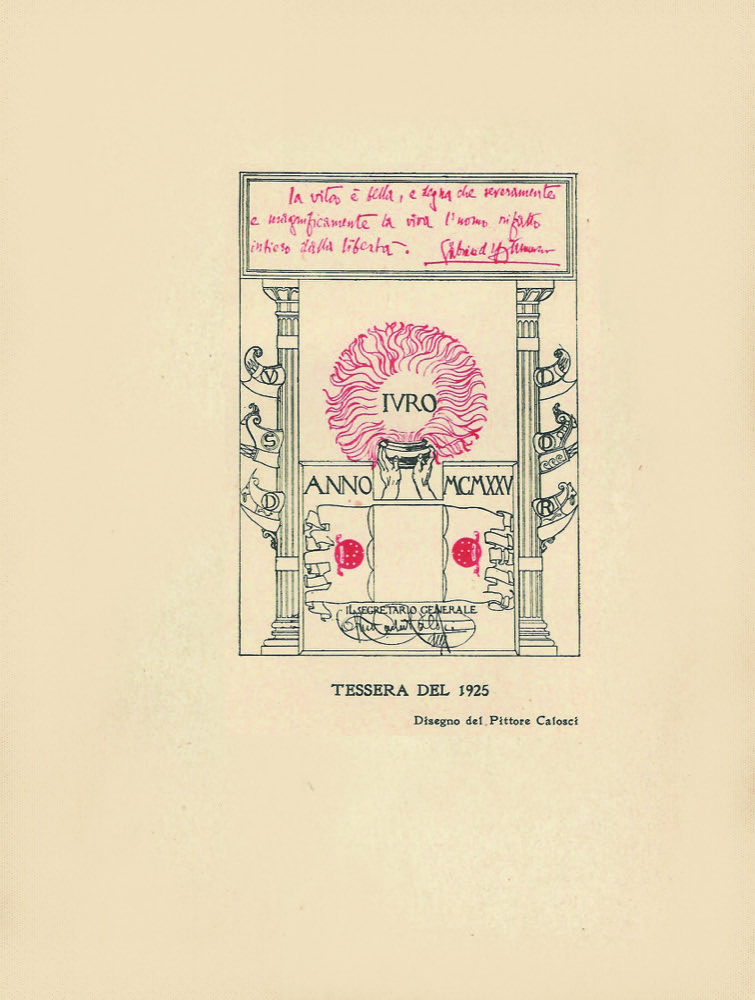 la vita è bella, e degna che severamente
e magnificamente la viva l'uomo rifatto
intiero dalla libertà.
IVRO
ANNO MCMXXV
V
S
D
L
O
R
IL SEGRETARIO GENERALE
TESSERA DEL 1925
Disegno del Pittore Calosci